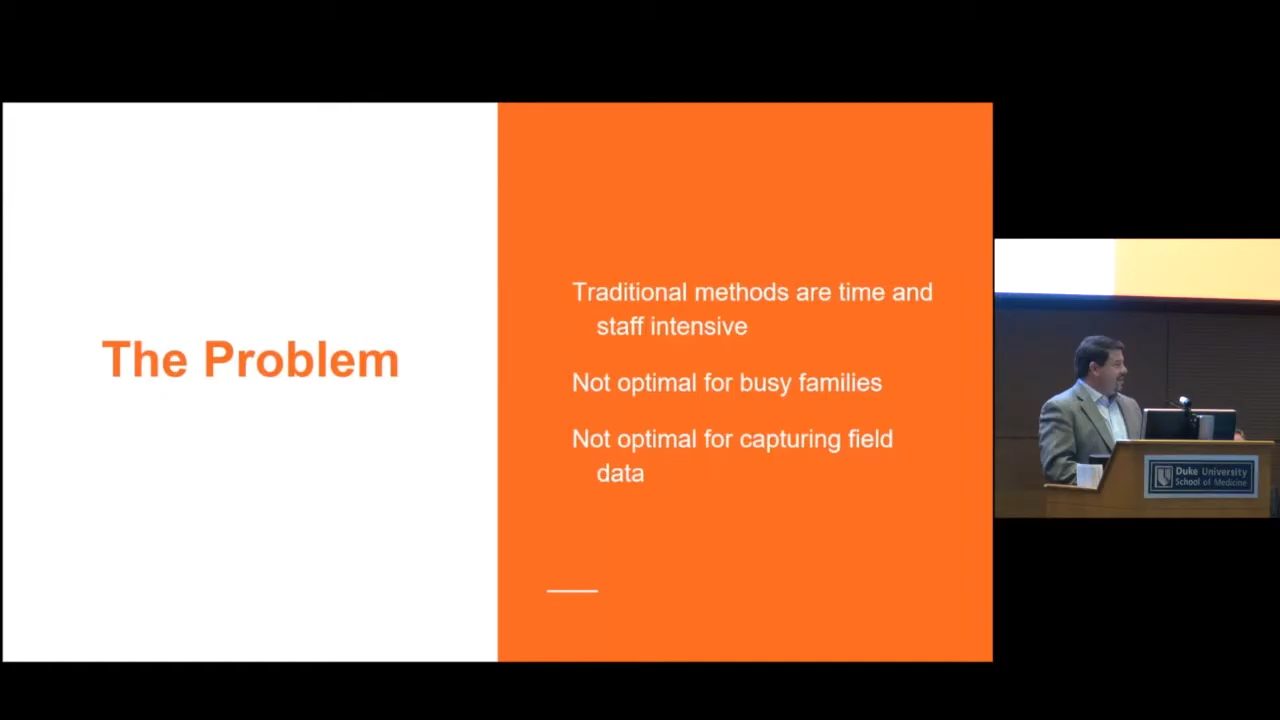 The Problem
Traditional methods are time and
staff intensive
Not optimal for busy families
Not optimal for capturing field
data
Duke University
School of Medicine